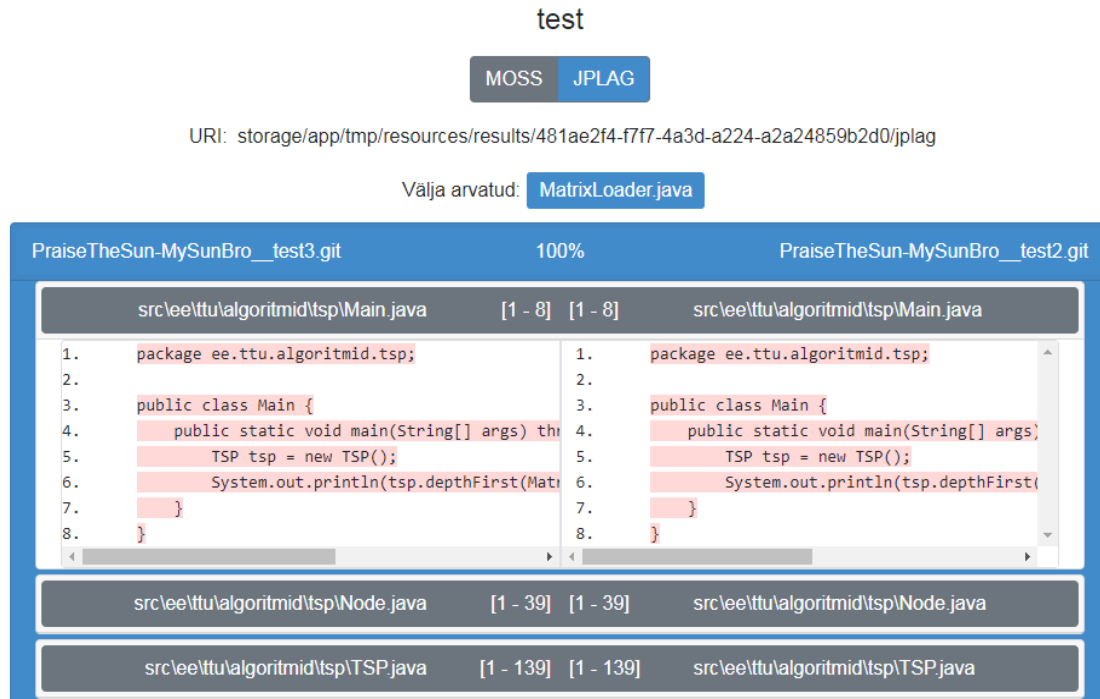 test
MOSS JPLAG
URI: storage/app/tmp/resources/results/481ae2f4-f7f7-4a3d-a224-a2a24859b2d0/jplag
Välja arvatud: MatrixLoader.java
PraiseTheSun-MySunBro__test3.git 100% PraiseTheSun-MySunBro__test2.git
src\ee\ttu\algoritmid\tsp\Main.java [1 - 8] [1 - 8] src\ee\ttu\algoritmid\tsp\Main.java
1. package ee.ttu.algoritmid.tsp; 1. package ee.ttu.algoritmid.tsp;
2. 2.
3. public class Main { 3. public class Main {
4. public static void main(String[] args) thr 4. public static void main(String[] args)
5. TSP tsp = new TSP(); 5. TSP tsp = new TSP();
6. System.out.println(tsp.depthFirst(Matr 6. System.out.println(tsp.depthFirst(
7. } 7. }
8. } 8. }
src\ee\ttu\algoritmid\tsp\Node.java [1 - 39] [1 - 39] src\ee\ttu\algoritmid\tsp\Node.java
src\ee\ttu\algoritmid\tsp\TSP.java [1 - 139] [1 - 139] src\ee\ttu\algoritmid\tsp\TSP.java